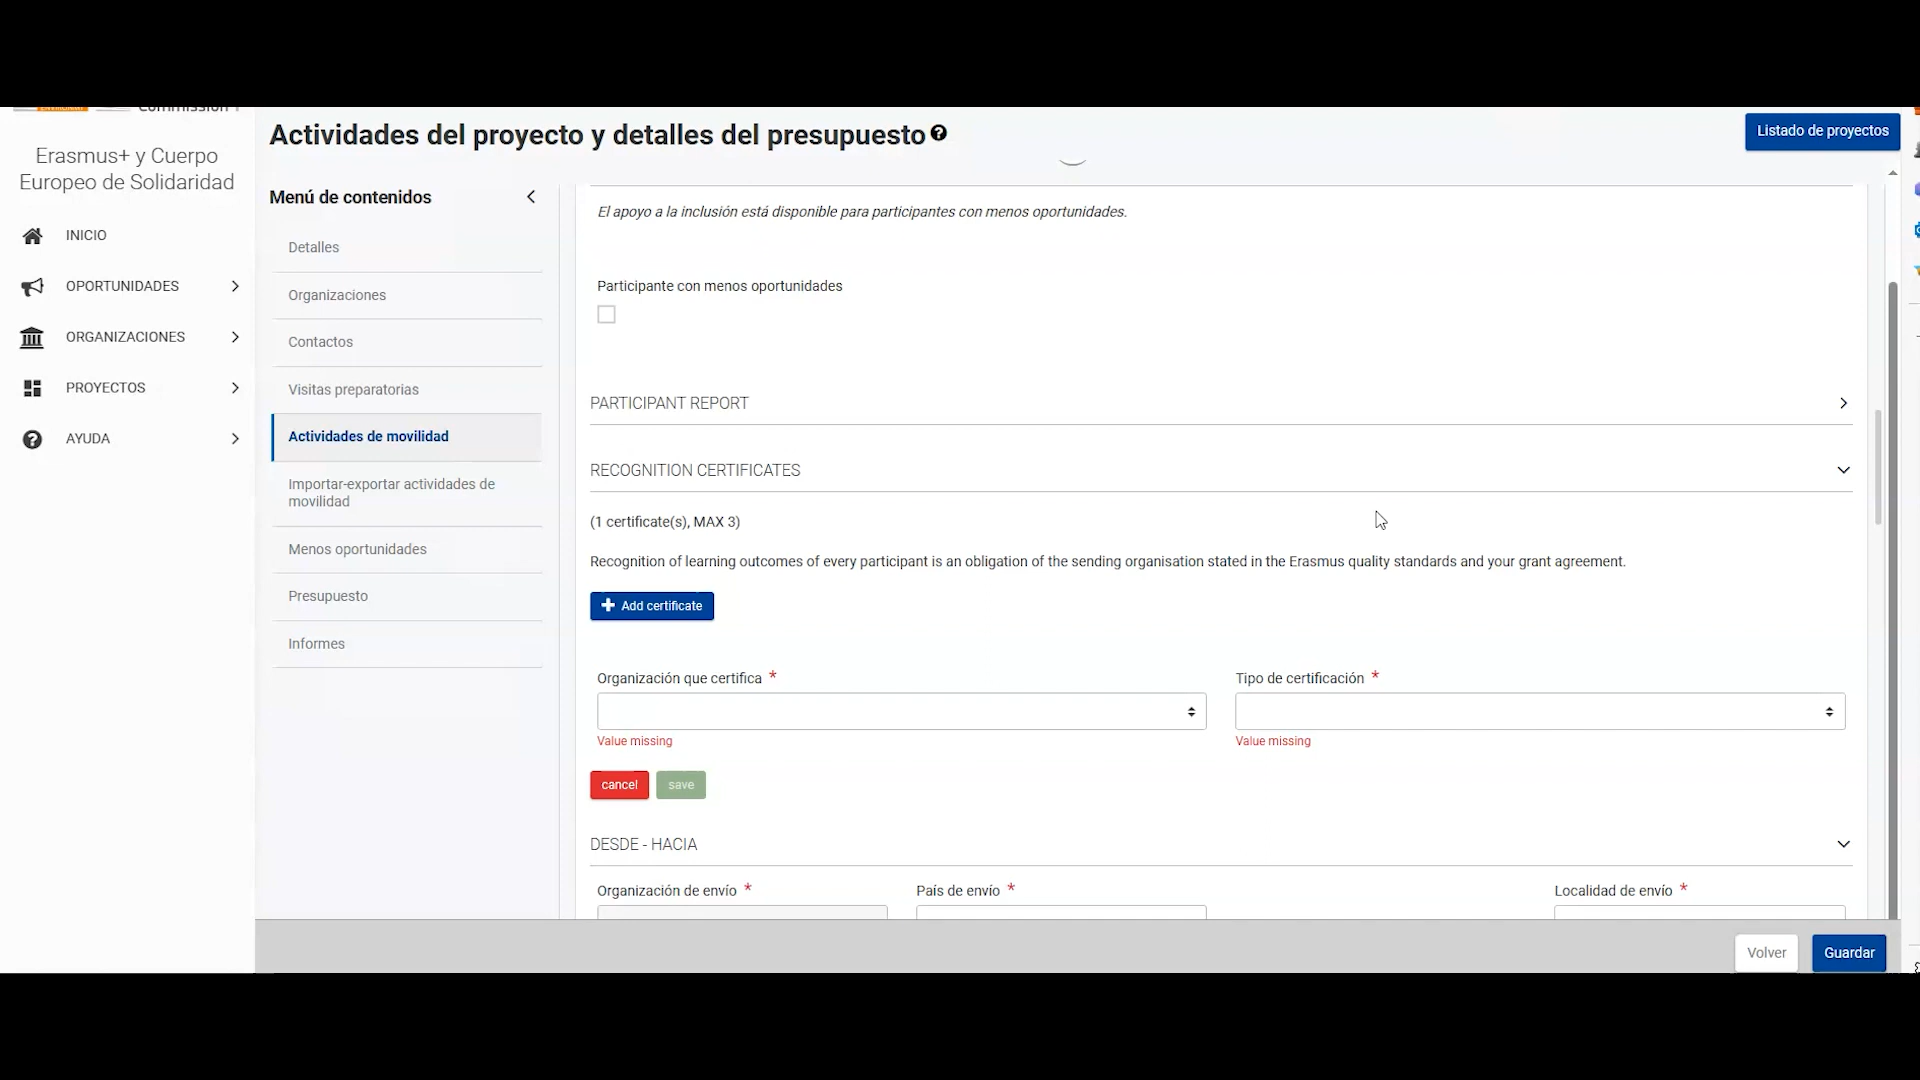 Commission
Actividades del proyecto y detalles del presupuesto
Listado de proyectos
Erasmus+ y Cuerpo
Europeo de Solidaridad
INICIO
OPORTUNIDADES
ORGANIZACIONES
PROYECTOS
AYUDA
Menú de contenidos
Detalles
Organizaciones
Contactos
Visitas preparatorias
Actividades de movilidad
Importar-exportar actividades de
movilidad
Menos oportunidades
Presupuesto
Informes
El apoyo a la inclusión está disponible para participantes con menos oportunidades.
Participante con menos oportunidades
PARTICIPANT REPORT
RECOGNITION CERTIFICATES
(1 certificate(s), MAX 3)
Recognition of learning outcomes of every participant is an obligation of the sending organisation stated in the Erasmus quality standards and your grant agreement.
+ Add certificate
Organización que certifica * Tipo de certificación *
Value missing Value missing
cancel save
DESDE - HACIA
Organización de envío * País de envío * Localidad de envío *
Volver Guardar